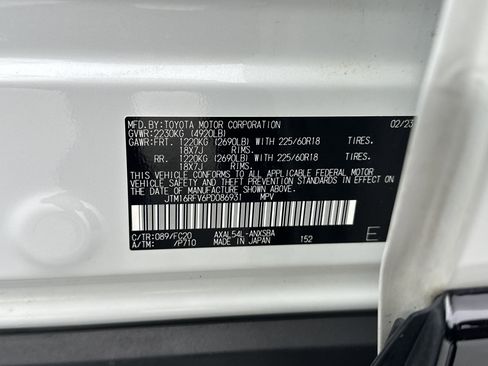 MFD.BY:TOYOTA MOTOR CORPORATION 02/23
GVWR:2230KG (4920LB)
GAWR:FRT. 1220KG (2690LB) WITH 225/60R18 TIRES.
18X7J RIMS.
RR. 1220KG (2690LB) WITH 225/60R18 TIRES.
18X7J RIMS.
THIS VEHICLE CONFORMS TO ALL APPLICABLE FEDERAL MOTOR
VEHICLE SAFETY, BUMPER, AND THEFT PREVENTION STANDARDS IN EFFECT
ON THE DATE OF MANUFACTURE SHOWN ABOVE.
JTM16RFV6PD086931 MPV
C/TR:089/FC20 AXAL54L-ANXSBA
A/TM: /P710 MADE IN JAPAN 152 E